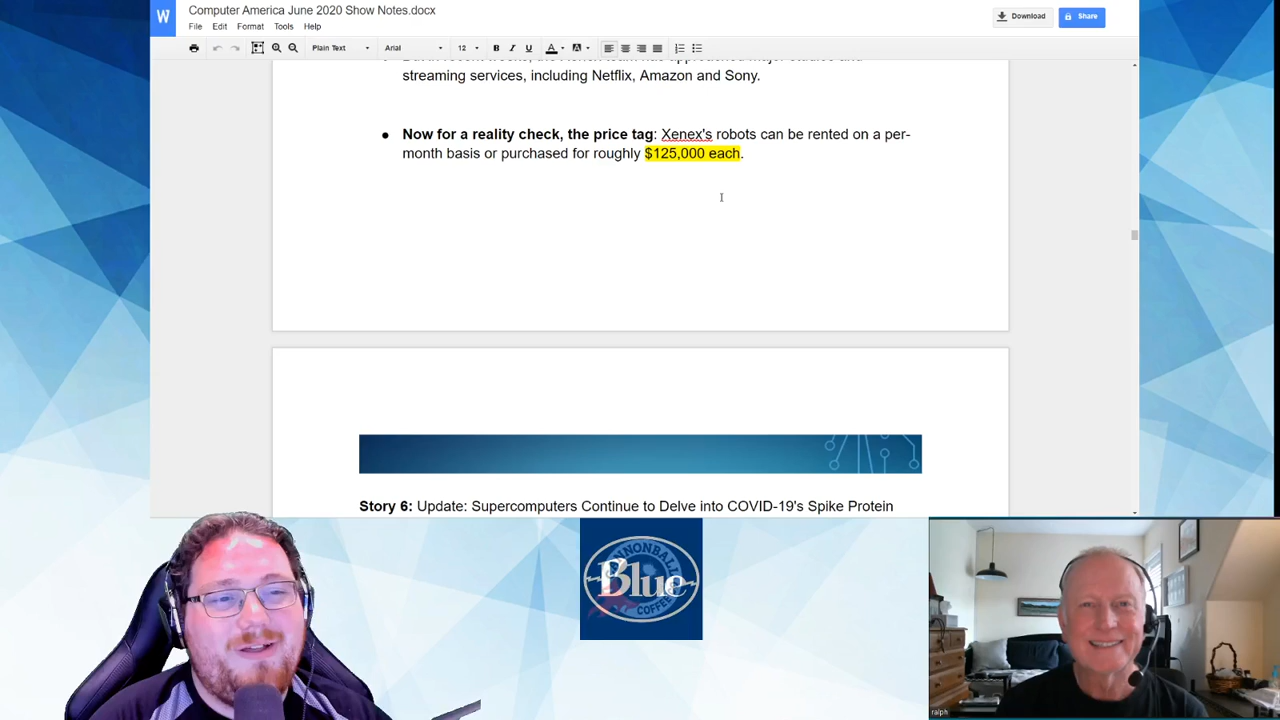 W
Computer America June 2020 Show Notes.docx
File Edit Format Tools Help
Download
Share
Plain Text
Arial
12
B I U A A
streaming services, including Netflix, Amazon and Sony.
● Now for a reality check, the price tag: Xenex's robots can be rented on a per-
month basis or purchased for roughly $125,000 each.
Story 6: Update: Supercomputers Continue to Delve into COVID-19's Spike Protein
Blue
COFFEE
ralph